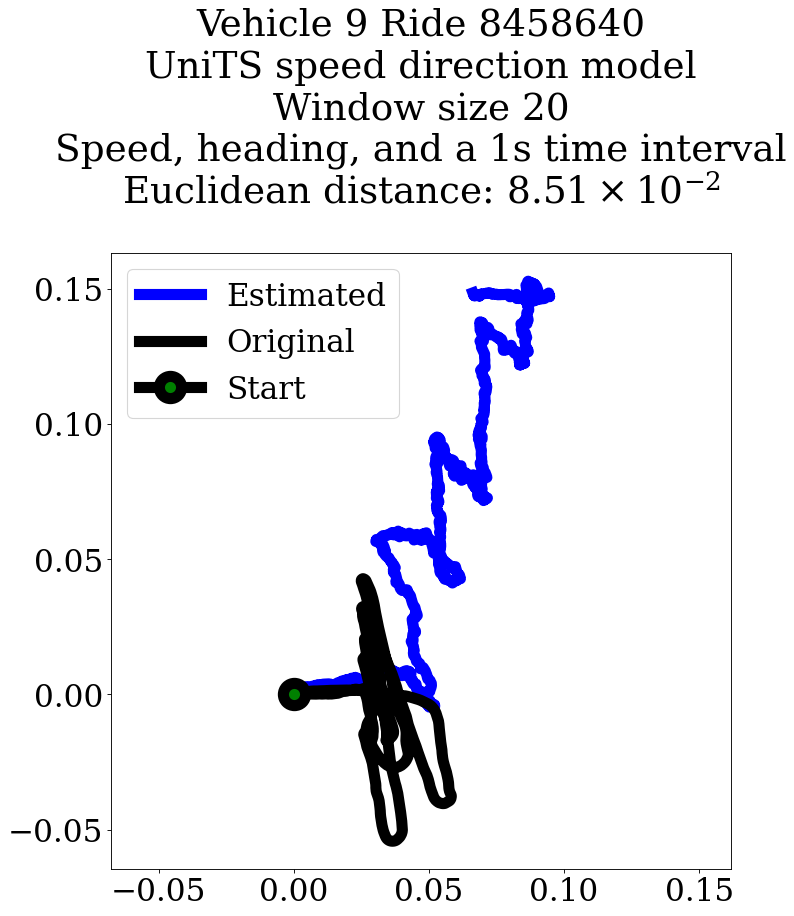 Vehicle 9 Ride 8458640
UniTS speed direction model
Window size 20
Speed, heading, and a 1s time interval
Euclidean distance: 8.51 × 10⁻²
Estimated
Original
Start
0.15
0.10
0.05
0.00
−0.05
−0.05 0.00 0.05 0.10 0.15